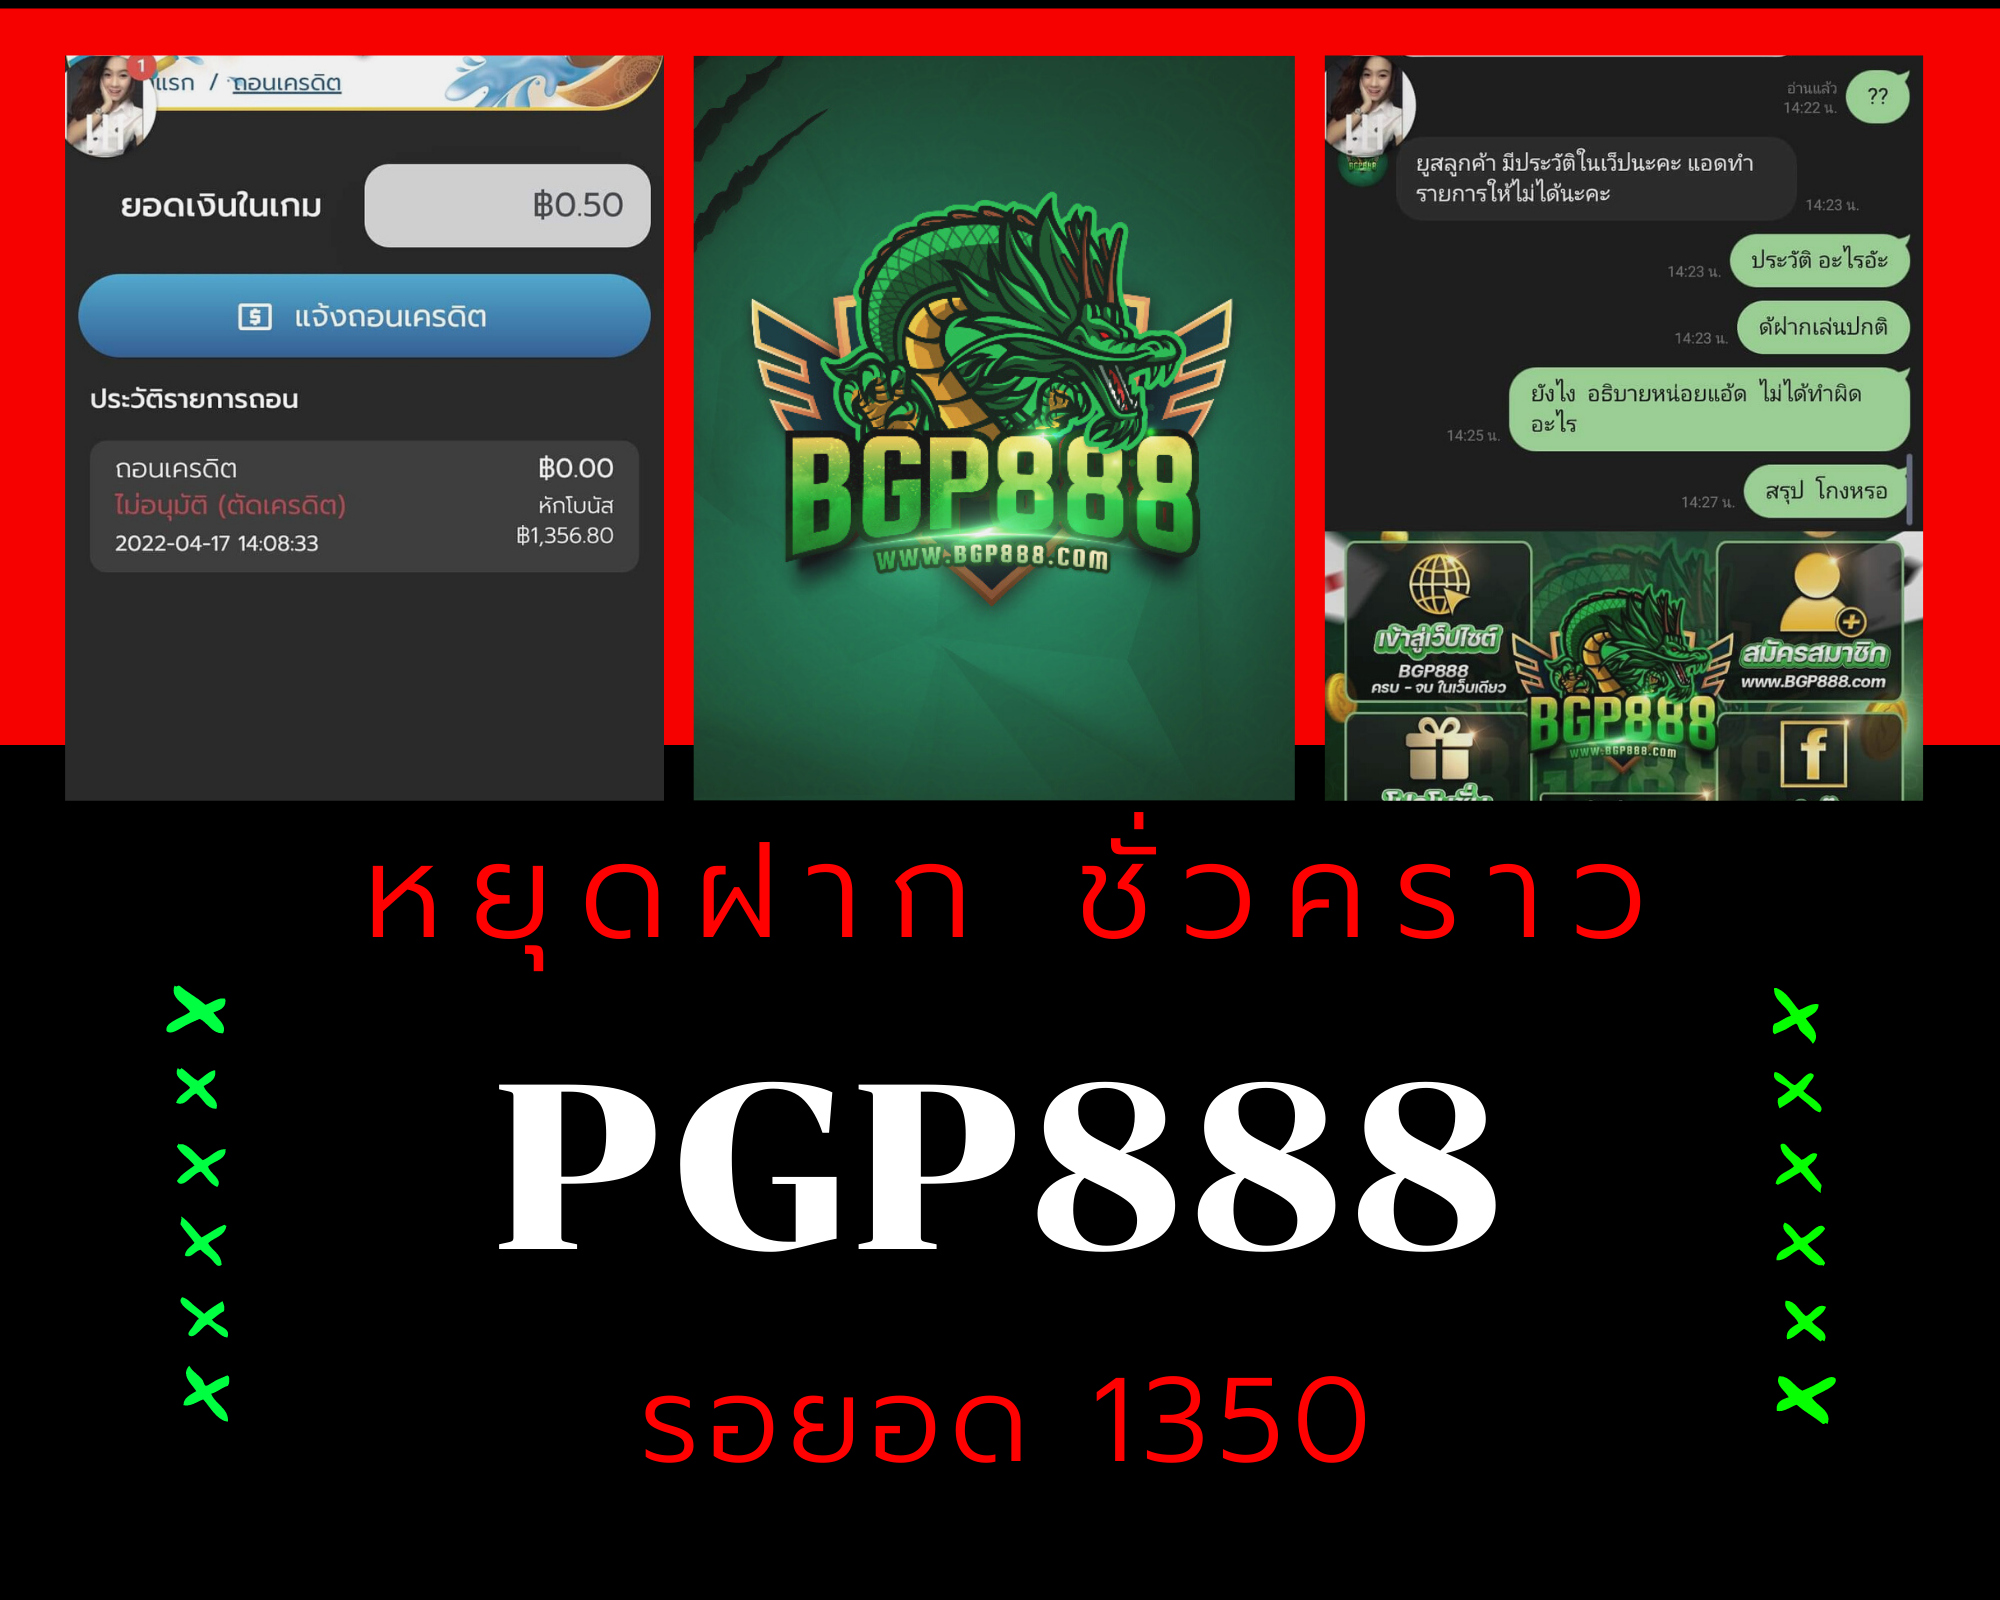 1
แรก / ถอนเครดิต
ยอดเงินในเกม
฿0.50
แจ้งถอนเครดิต
ประวัติรายการถอน
ถอนเครดิต
฿0.00
ไม่อนุมัติ (ตัดเครดิต)
หักโบนัส
2022-04-17 14:08:33
฿1,356.80
BGP888
WWW.BGP888.COM
อ่านแล้ว
14:22 น.
??
ยูสลูกค้า มีประวัติในเว็ปนะคะ แอดทำ
รายการให้ไม่ได้นะคะ
14:23 น.
14:23 น.
ประวัติ อะไรอ้ะ
14:23 น.
ด้ฝากเล่นปกติ
ยังไง อธิบายหน่อยแอ้ด ไม่ได้ทำผิด
อะไร
14:25 น.
14:27 น.
สรุป โกงหรอ
เข้าสู่เว็ปไซต์
BGP888
ครบ - จบ ในเว็บเดียว
สมัครสมาชิก
www.BGP888.com
BGP888
WWW.BGP888.COM
f
หยุดฝาก ชั่วคราว
PGP888
รอยอด 1350